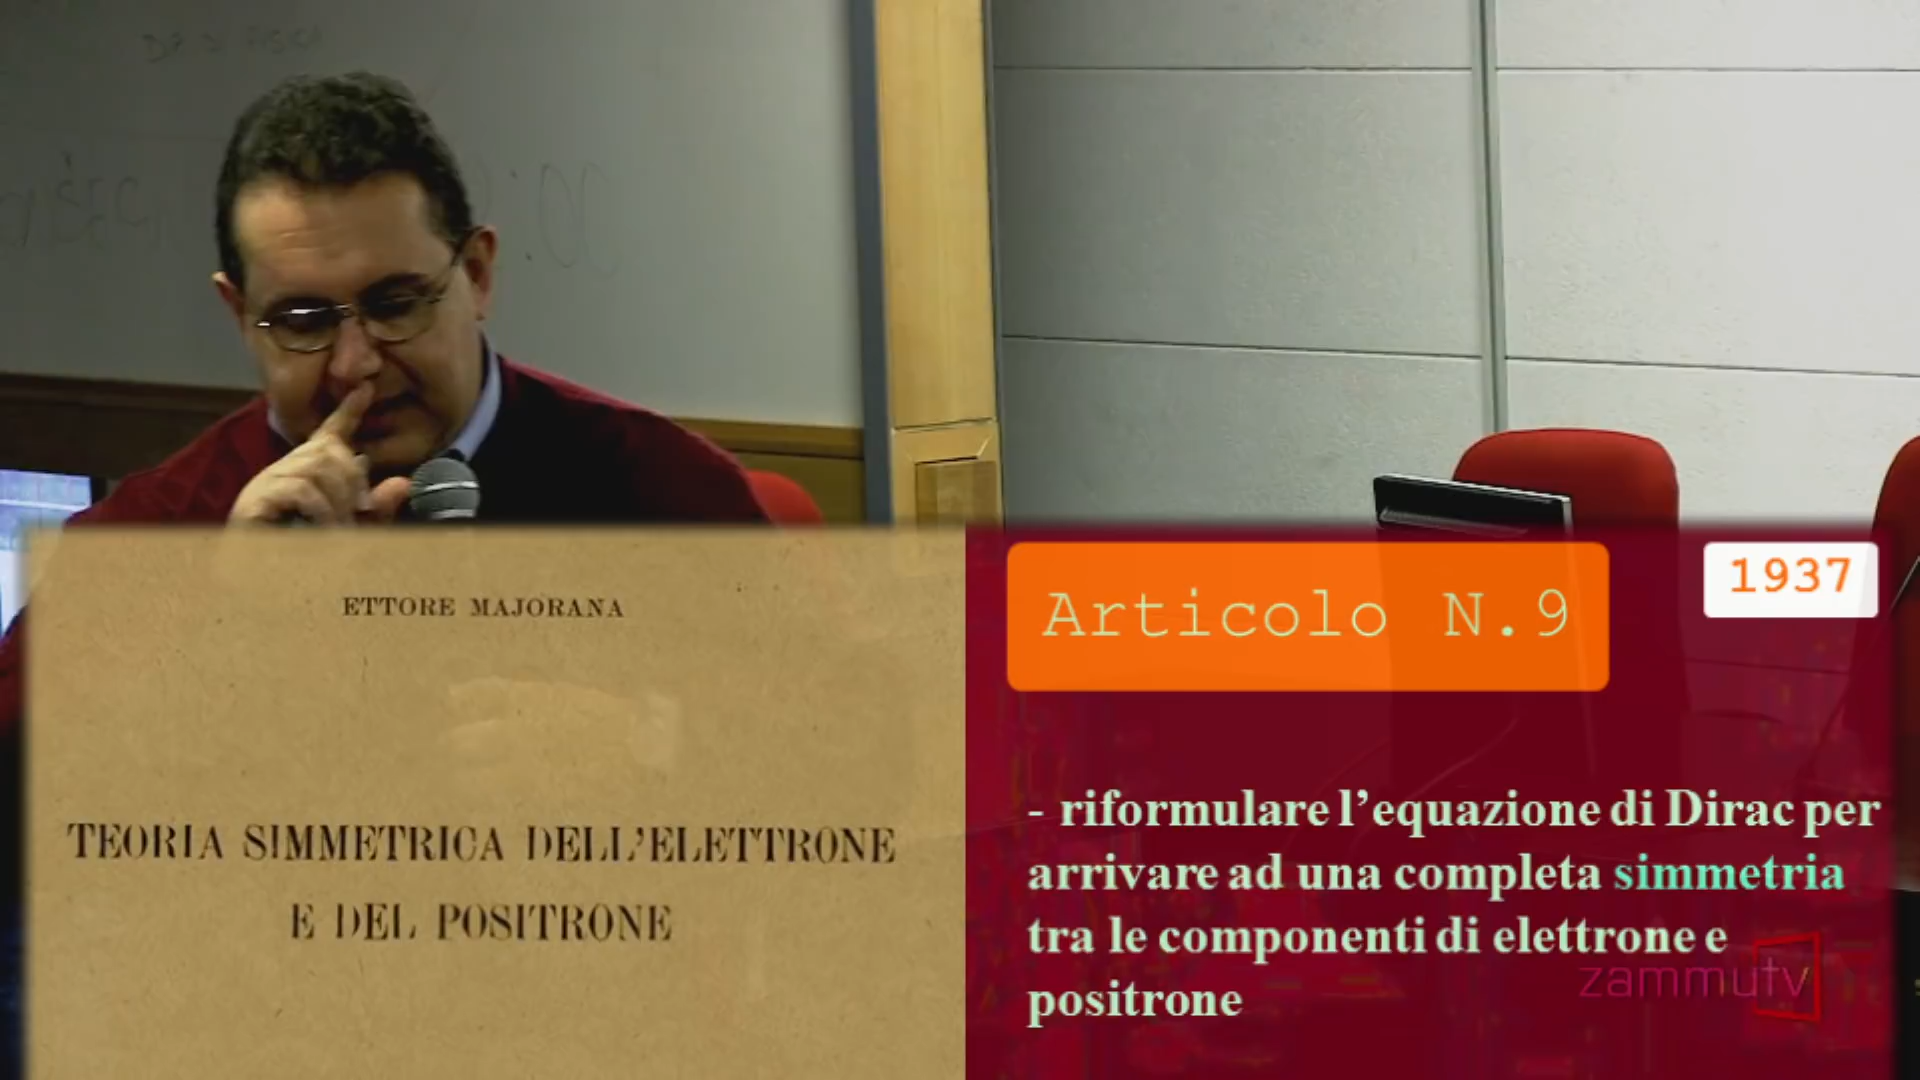 ETTORE MAJORANA
TEORIA SIMMETRICA DELL'ELETTRONE
E DEL POSITRONE
Articolo N.9
1937
- riformulare l’equazione di Dirac per
arrivare ad una completa simmetria
tra le componenti di elettrone e
positrone
zammutv